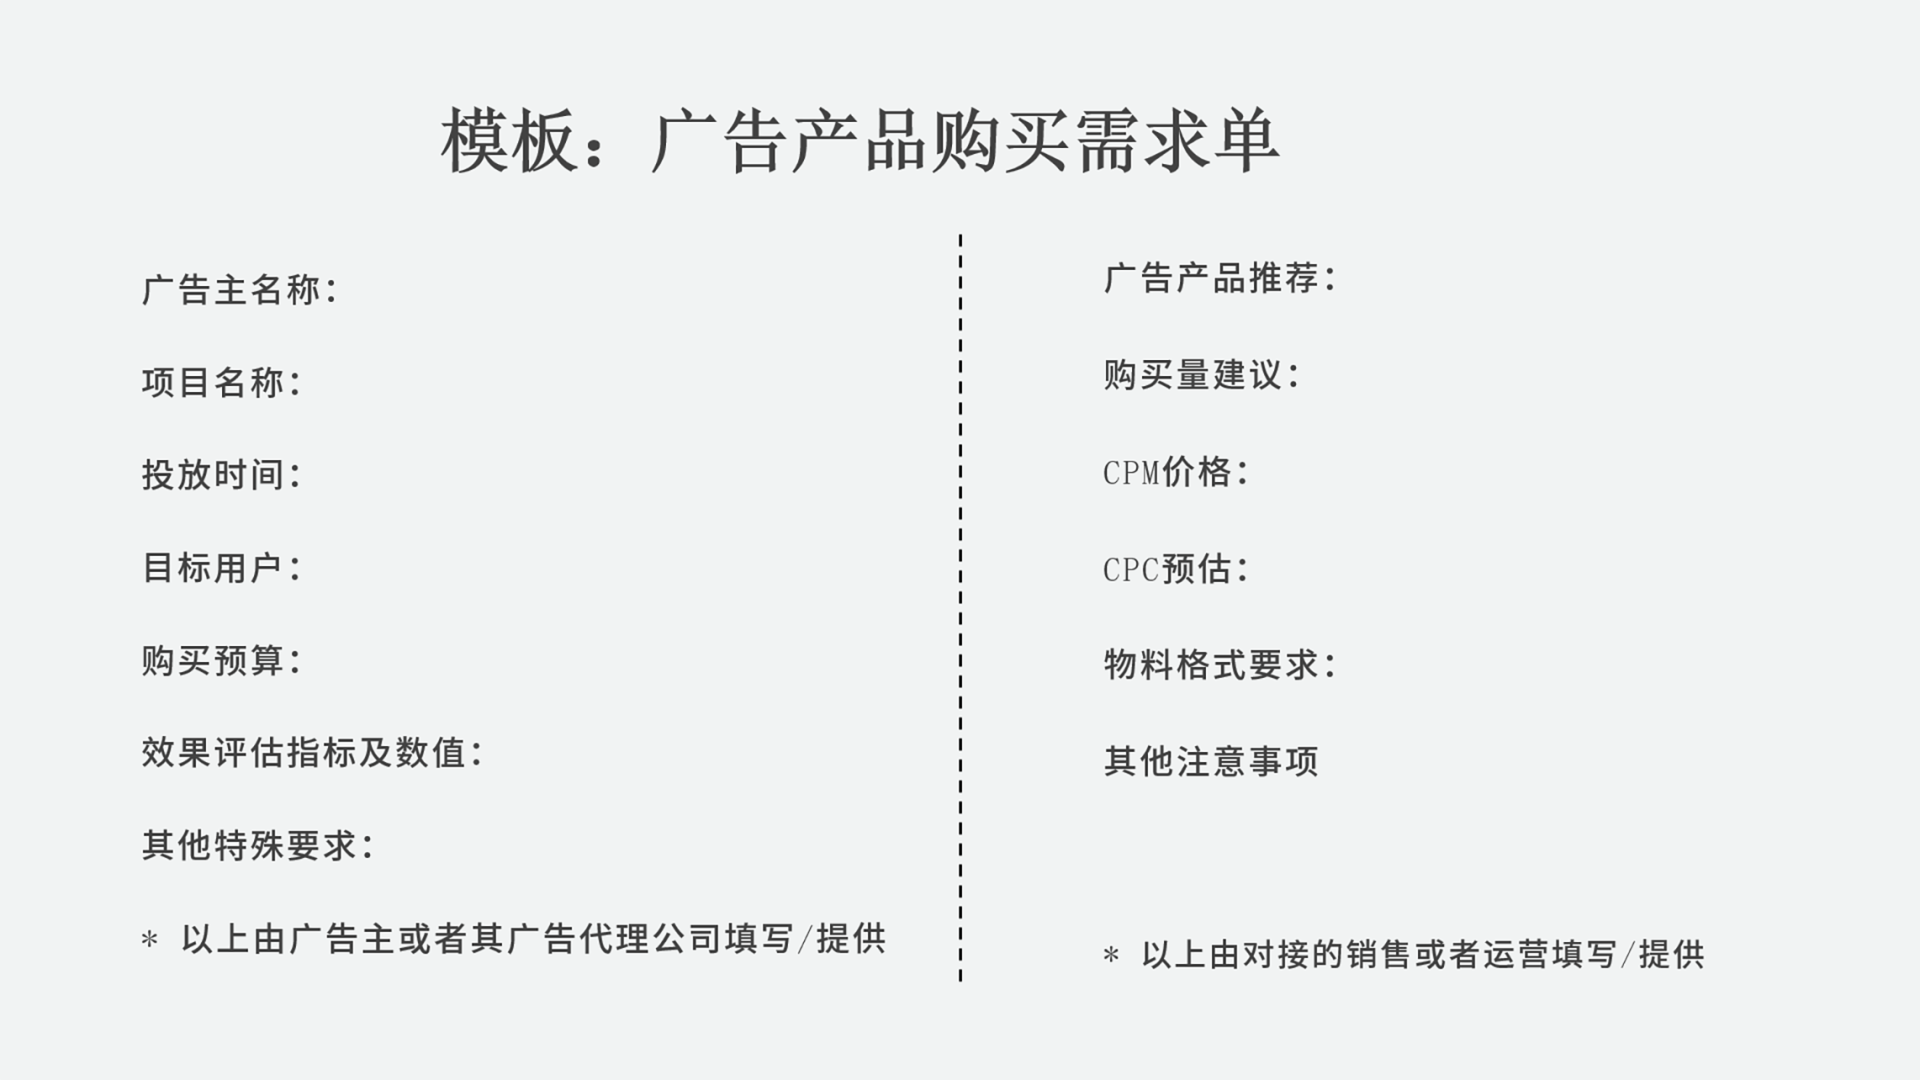 模板：广告产品购买需求单
广告主名称：
项目名称：
投放时间：
目标用户：
购买预算：
效果评估指标及数值：
其他特殊要求：
* 以上由广告主或者其广告代理公司填写/提供
广告产品推荐：
购买量建议：
CPM价格：
CPC预估：
物料格式要求：
其他注意事项
* 以上由对接的销售或者运营填写/提供